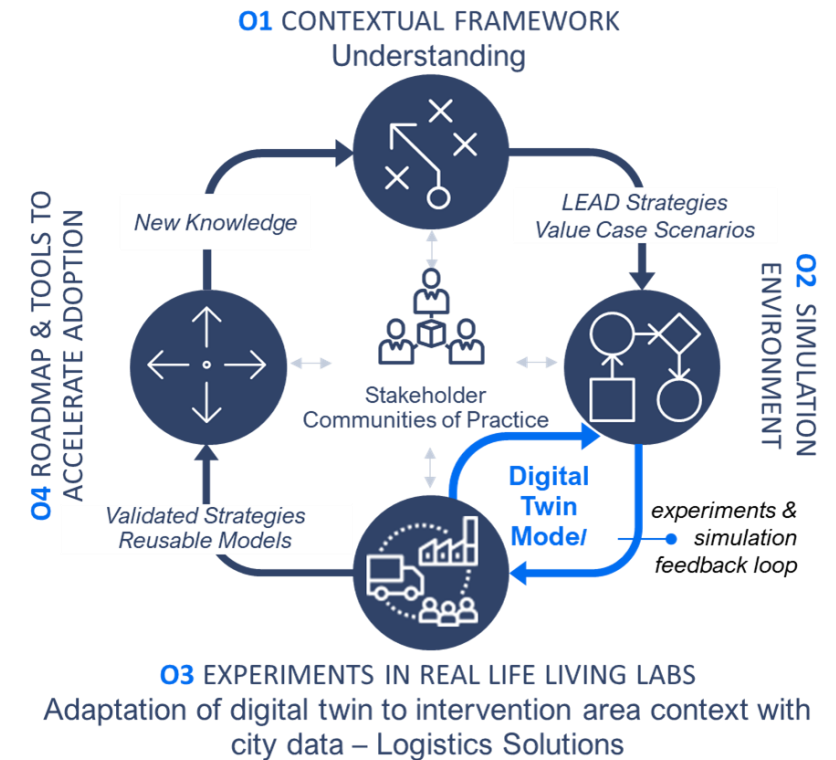 O1 CONTEXTUAL FRAMEWORK
Understanding
New Knowledge
LEAD Strategies
Value Case Scenarios
O4 ROADMAP & TOOLS TO
ACCELERATE ADOPTION
O2 SIMULATION
ENVIRONMENT
Stakeholder
Communities of Practice
Digital
Twin
Model
experiments &
simulation
feedback loop
Validated Strategies
Reusable Models
O3 EXPERIMENTS IN REAL LIFE LIVING LABS
Adaptation of digital twin to intervention area context with
city data – Logistics Solutions